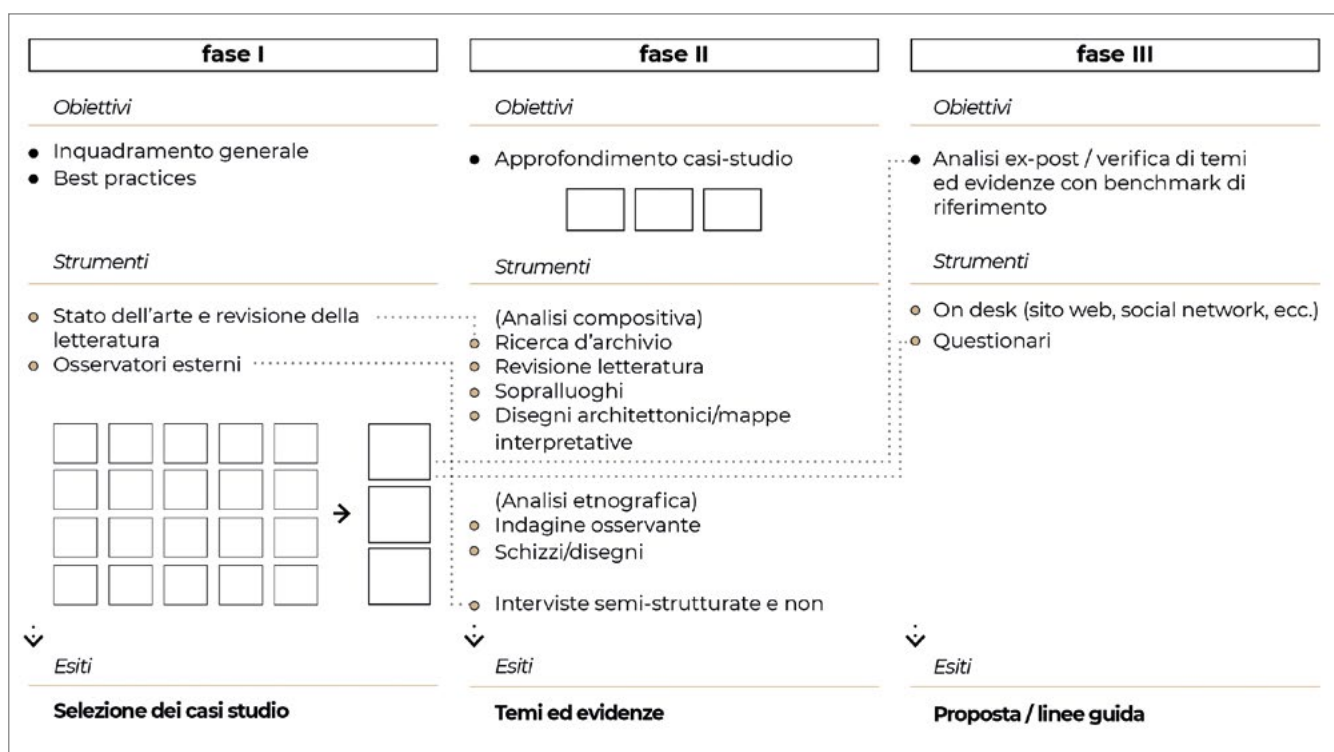 fase I
Obiettivi
Inquadramento generale
Best practices
Strumenti
Stato dell'arte e revisione della
letteratura
Osservatori esterni
Esiti
Selezione dei casi studio
fase II
Obiettivi
Approfondimento casi-studio
Strumenti
(Analisi compositiva)
Ricerca d'archivio
Revisione letteratura
Sopralluoghi
Disegni architettonici/mappe
interpretative
(Analisi etnografica)
Indagine osservante
Schizzi/disegni
Interviste semi-strutturate e non
Esiti
Temi ed evidenze
fase III
Obiettivi
Analisi ex-post / verifica di temi
ed evidenze con benchmark di
riferimento
Strumenti
On desk (sito web, social network, ecc.)
Questionari
Esiti
Proposta / linee guida